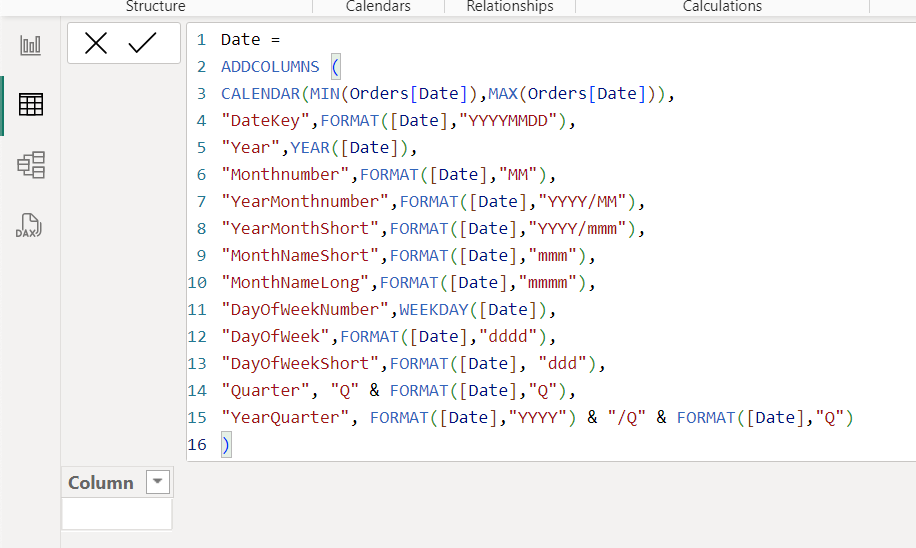 Structure
Calendars
Relationships
Calculations
1 Date =
2 ADDCOLUMNS (
3 CALENDAR(MIN(Orders[Date]),MAX(Orders[Date])),
4 "DateKey",FORMAT([Date],"YYYYMMDD"),
5 "Year",YEAR([Date]),
6 "Monthnumber",FORMAT([Date],"MM"),
7 "YearMonthnumber",FORMAT([Date],"YYYY/MM"),
8 "YearMonthShort",FORMAT([Date],"YYYY/mmm"),
9 "MonthNameShort",FORMAT([Date],"mmm"),
10 "MonthNameLong",FORMAT([Date],"mmmm"),
11 "DayOfWeekNumber",WEEKDAY([Date]),
12 "DayOfWeek",FORMAT([Date],"dddd"),
13 "DayOfWeekShort",FORMAT([Date], "ddd"),
14 "Quarter", "Q" & FORMAT([Date],"Q"),
15 "YearQuarter", FORMAT([Date],"YYYY") & "/Q" & FORMAT([Date],"Q")
16 )
DAX
Column